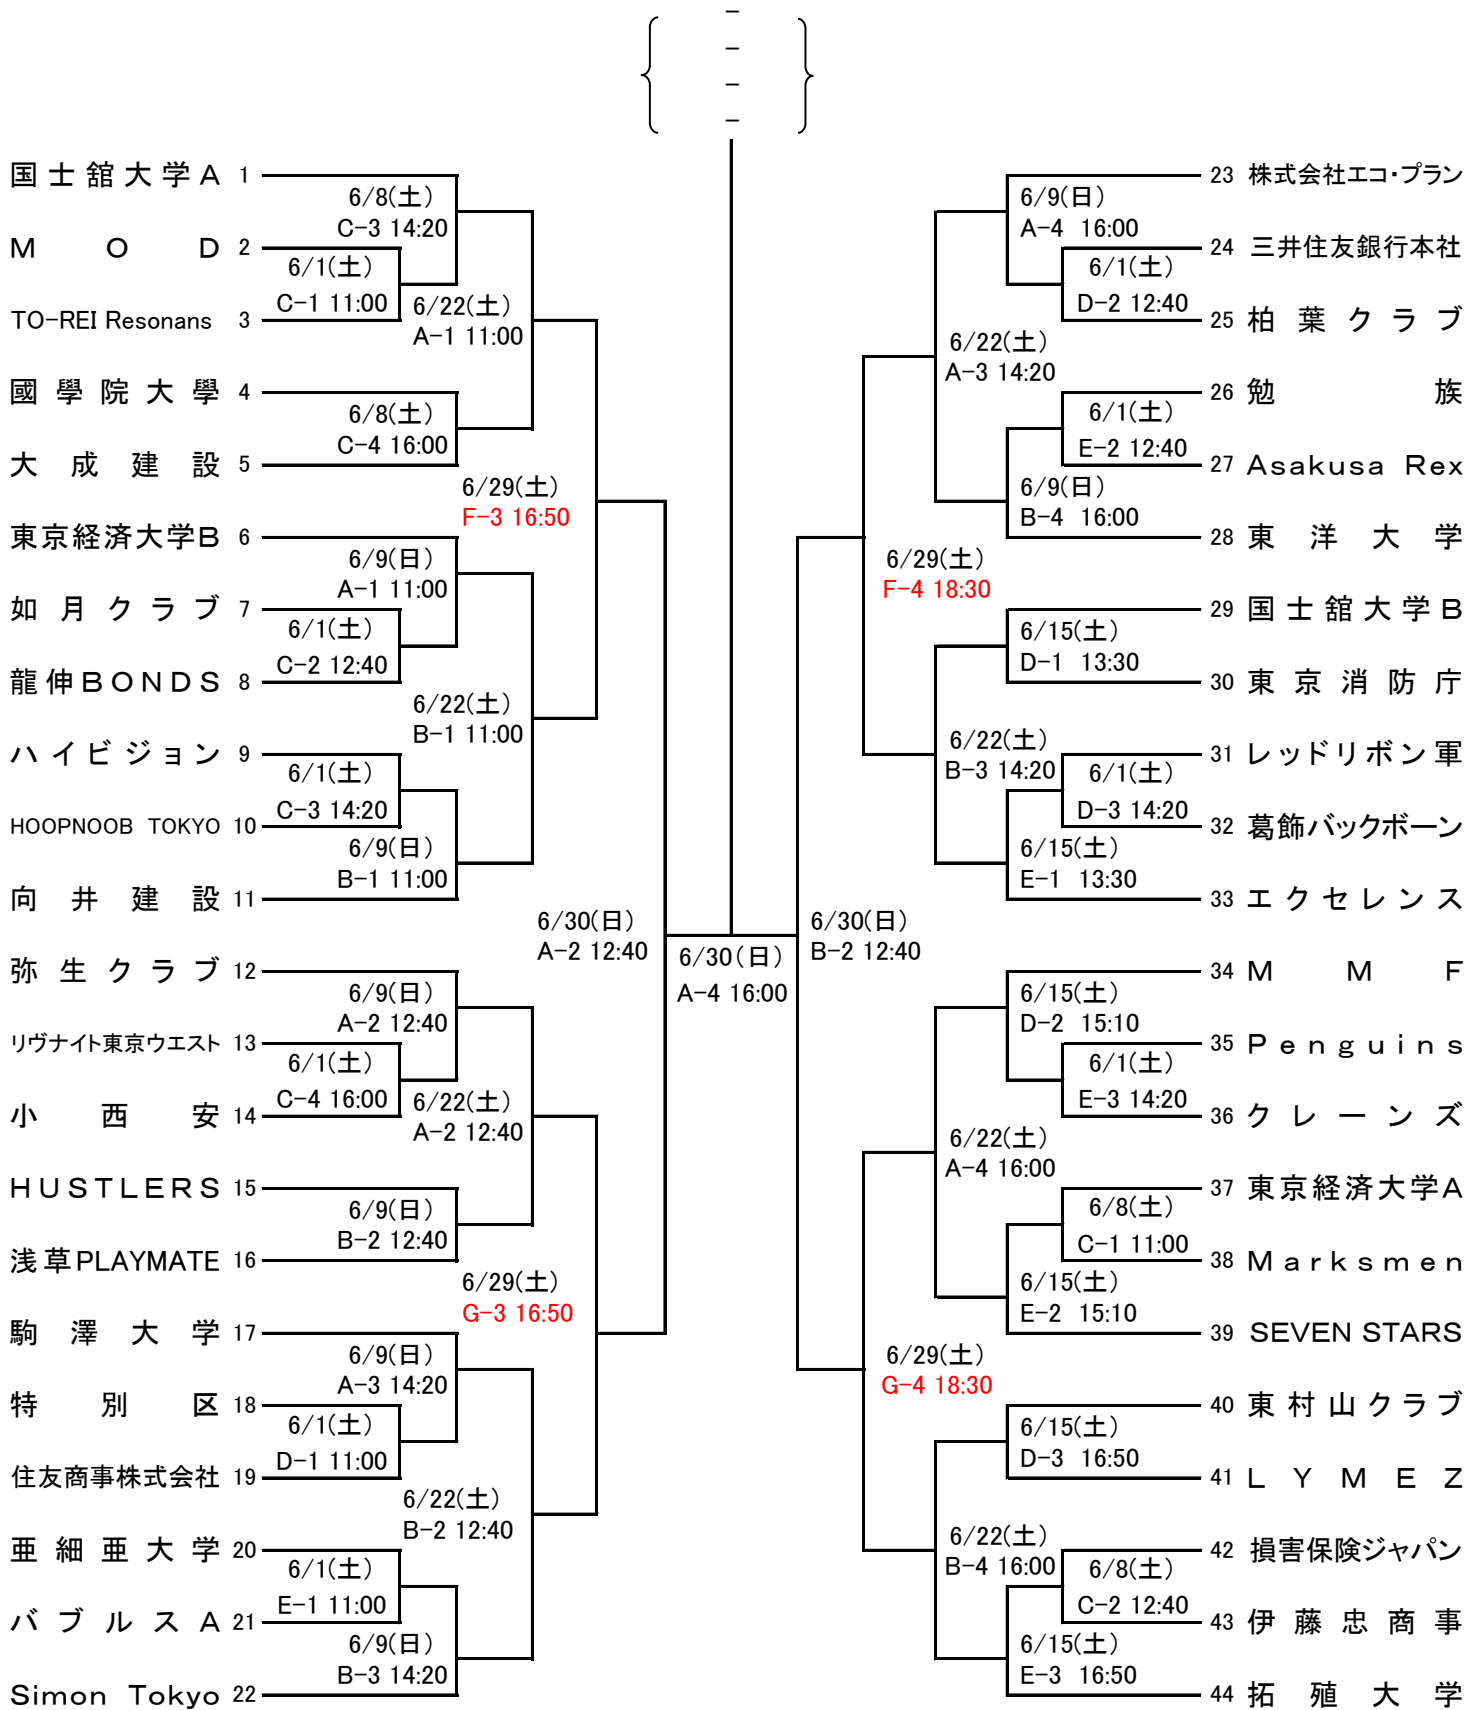 －
－
－
－
国士舘大学A 1
6/8(土)
C-3 14:20
MOD 2
6/1(土)
C-1 11:00
TO-REI Resonans 3
6/22(土)
A-1 11:00
國學院大學 4
6/8(土)
C-4 16:00
大成建設 5
6/29(土)
F-3 16:50
東京経済大学B 6
6/9(日)
A-1 11:00
如月クラブ 7
6/1(土)
C-2 12:40
龍伸BONDS 8
6/22(土)
B-1 11:00
ハイビジョン 9
6/1(土)
C-3 14:20
HOOPNOOB TOKYO 10
6/9(日)
B-1 11:00
向井建設 11
6/30(日)
A-2 12:40
弥生クラブ 12
6/9(日)
A-2 12:40
リヴナイト東京ウエスト 13
6/1(土)
C-4 16:00
小西安 14
6/22(土)
A-2 12:40
HUSTLERS 15
6/9(日)
B-2 12:40
浅草PLAYMATE 16
6/29(土)
G-3 16:50
駒澤大学 17
6/9(日)
A-3 14:20
特別区 18
6/1(土)
D-1 11:00
住友商事株式会社 19
6/22(土)
B-2 12:40
亜細亜大学 20
6/1(土)
E-1 11:00
バブルスA 21
6/9(日)
B-3 14:20
Simon Tokyo 22
6/30(日)
A-4 16:00
23 株式会社エコ・プラン
6/9(日)
A-4 16:00
24 三井住友銀行本社
6/1(土)
D-2 12:40
25 柏葉クラブ
6/22(土)
A-3 14:20
26 勉族
6/1(土)
E-2 12:40
27 Asakusa Rex
6/9(日)
B-4 16:00
28 東洋大学
6/29(土)
F-4 18:30
29 国士舘大学B
6/15(土)
D-1 13:30
30 東京消防庁
6/22(土)
B-3 14:20
31 レッドリボン軍
6/1(土)
D-3 14:20
32 葛飾バックボーン
6/15(土)
E-1 13:30
33 エクセレンス
6/30(日)
B-2 12:40
34 MMF
6/15(土)
D-2 15:10
35 Penguins
6/1(土)
E-3 14:20
36 クレーンズ
6/22(土)
A-4 16:00
37 東京経済大学A
6/8(土)
C-1 11:00
38 Marksmen
6/15(土)
E-2 15:10
39 SEVEN STARS
6/29(土)
G-4 18:30
40 東村山クラブ
6/15(土)
D-3 16:50
41 LYMEZ
6/22(土)
B-4 16:00
42 損害保険ジャパン
6/8(土)
C-2 12:40
43 伊藤忠商事
6/15(土)
E-3 16:50
44 拓殖大学